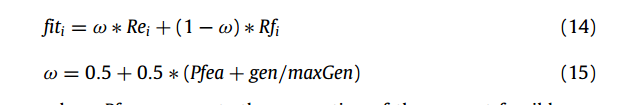 fit_i = ω ∗ Re_i + (1 − ω) ∗ Rf_i (14)
ω = 0.5 + 0.5 ∗ (Pfea + gen/maxGen) (15)